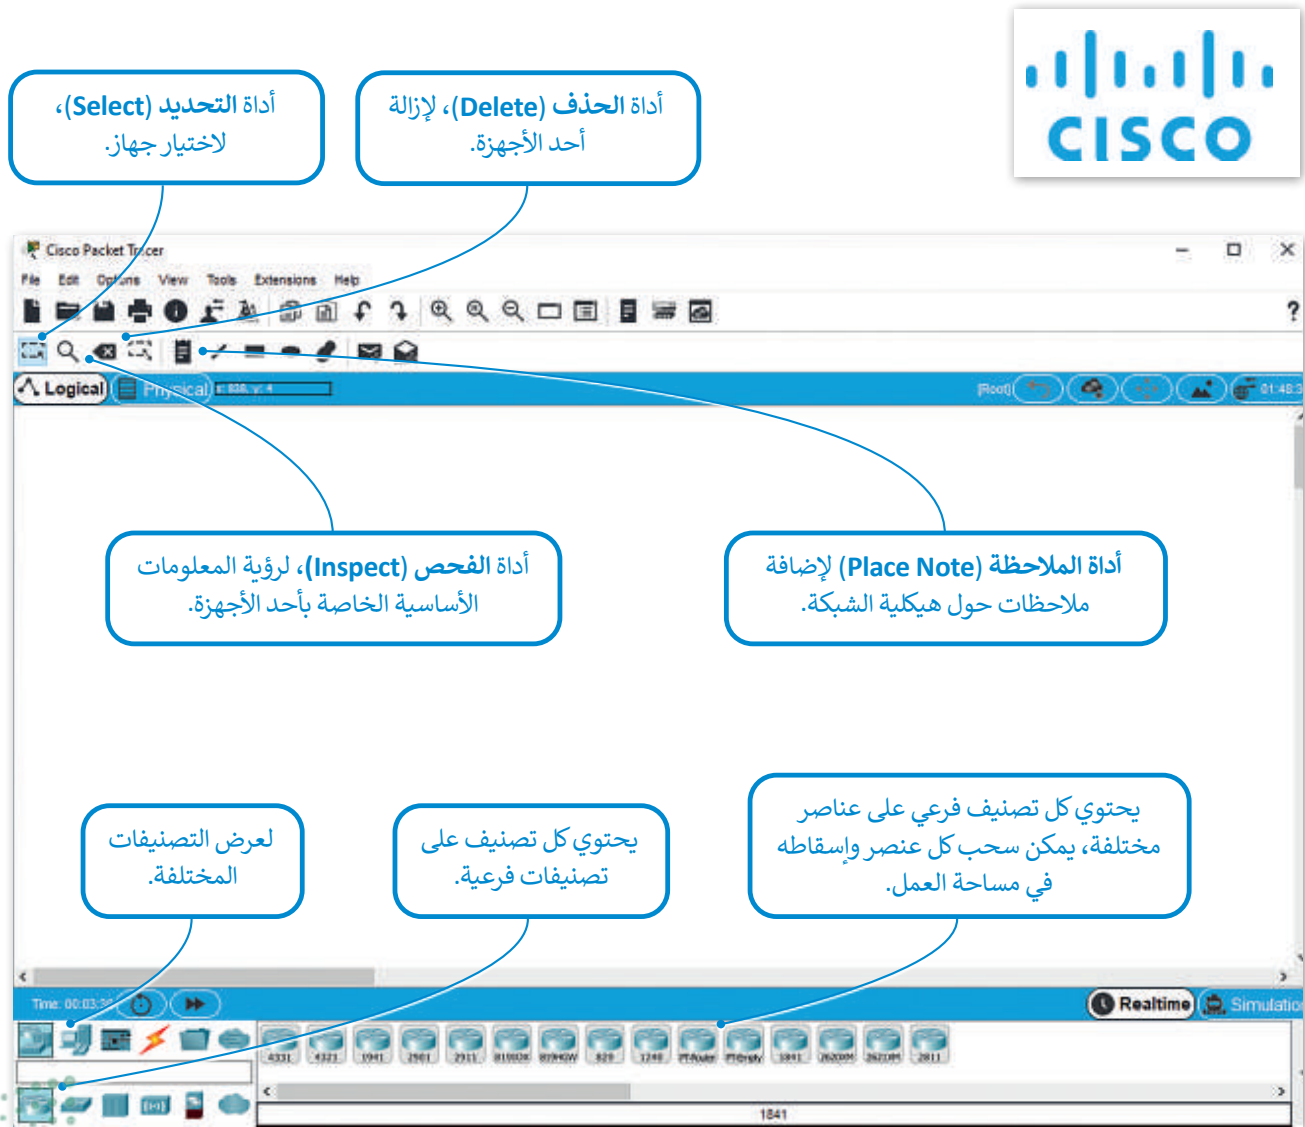 CISCO
أداة التحديد (Select)،
لاختيار جهاز.
أداة الحذف (Delete)، لإزالة
أحد الأجهزة.
Cisco Packet Tracer
File Edit Options View Tools Extensions Help
?
Logical
Physical
x: 838, y: 4
[Root]
أداة الفحص (Inspect)، لرؤية المعلومات
الأساسية الخاصة بأحد الأجهزة.
أداة الملاحظة (Place Note) لإضافة
ملاحظات حول هيكلية الشبكة.
لعرض التصنيفات
المختلفة.
يحتوي كل تصنيف على
تصنيفات فرعية.
يحتوي كل تصنيف فرعي على عناصر
مختلفة، يمكن سحب كل عنصر وإسقاطه
في مساحة العمل.
Realtime
Simulation
4331 4321 1941 2901 2911 819IOX 819HGW 829 1240 PT-Router PT-Empty 1841 2620XM 2621XM 2811
1841